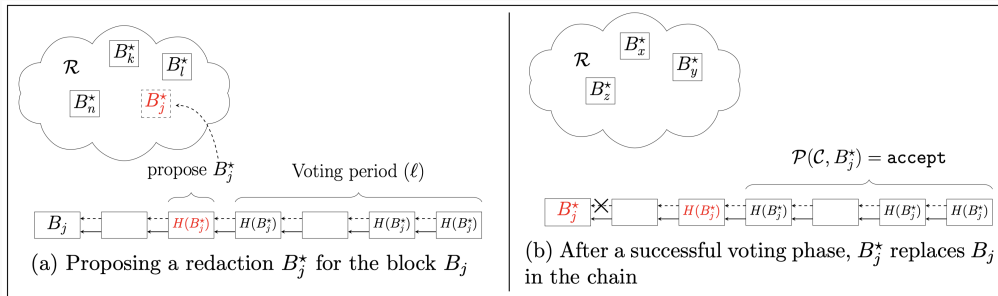 ℛ
B⋆k
B⋆l
B⋆n
B⋆j
propose B⋆j
Voting period (ℓ)
Bj
H(B⋆j)
H(B⋆j)
H(B⋆j)
H(B⋆j)
(a) Proposing a redaction B⋆j for the block Bj
ℛ
B⋆x
B⋆y
B⋆z
𝒫(𝒞, B⋆j) = accept
B⋆j
H(B⋆j)
H(B⋆j)
H(B⋆j)
H(B⋆j)
(b) After a successful voting phase, B⋆j replaces Bj
in the chain